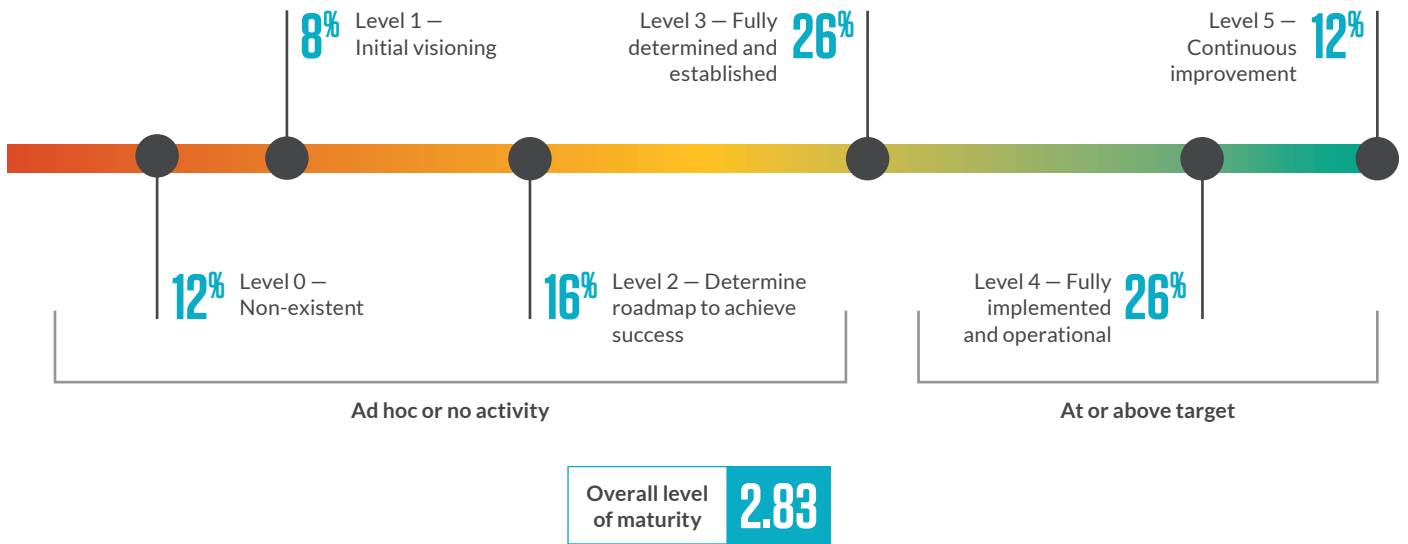 8%
Level 1 —
Initial visioning
Level 3 — Fully
determined and
established
26%
Level 5 —
Continuous
improvement
12%
12%
Level 0 —
Non-existent
16%
Level 2 — Determine
roadmap to achieve
success
Level 4 — Fully
implemented
and operational
26%
Ad hoc or no activity
At or above target
Overall level
of maturity
2.83